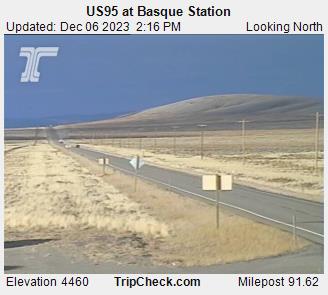 US95 at Basque Station
Updated: Dec 06 2023 2:16 PM Looking North
Elevation 4460 TripCheck.com Milepost 91.62